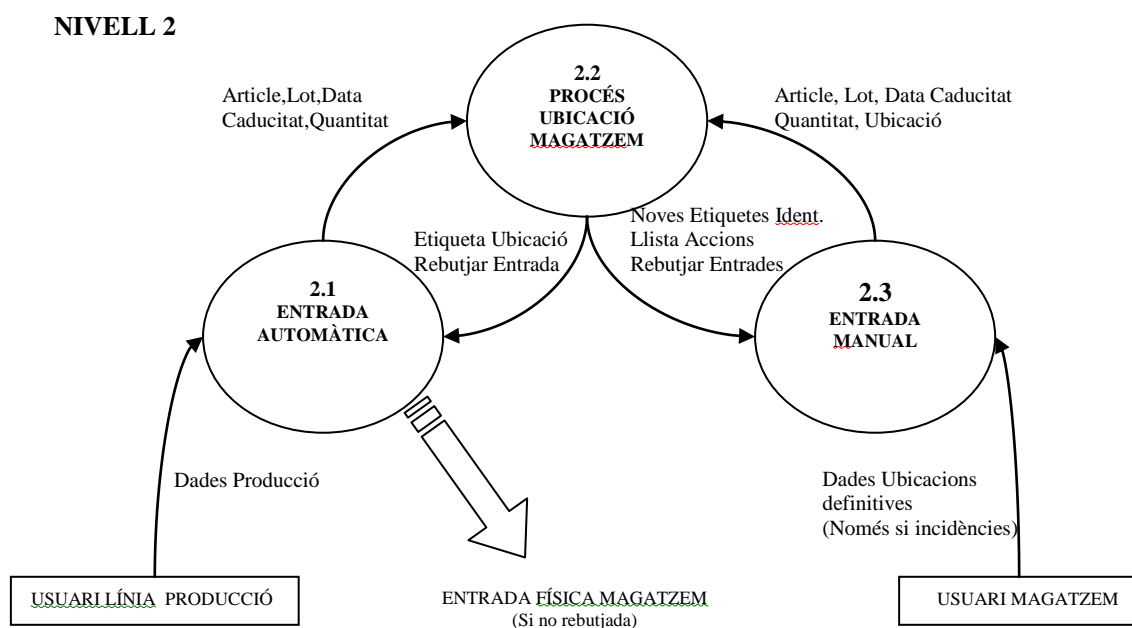 NIVELL 2
2.2
PROCÉS
UBICACIÓ
MAGATZEM
Article,Lot,Data
Caducitat,Quantitat
Article, Lot, Data Caducitat
Quantitat, Ubicació
Etiqueta Ubicació
Rebutjar Entrada
Noves Etiquetes Ident.
Llista Accions
Rebutjar Entrades
2.1
ENTRADA
AUTOMÀTICA
2.3
ENTRADA
MANUAL
Dades Producció
Dades Ubicacions
definitives
(Només si incidències)
USUARI LÍNIA PRODUCCIÓ
ENTRADA FÍSICA MAGATZEM
(Si no rebutjada)
USUARI MAGATZEM